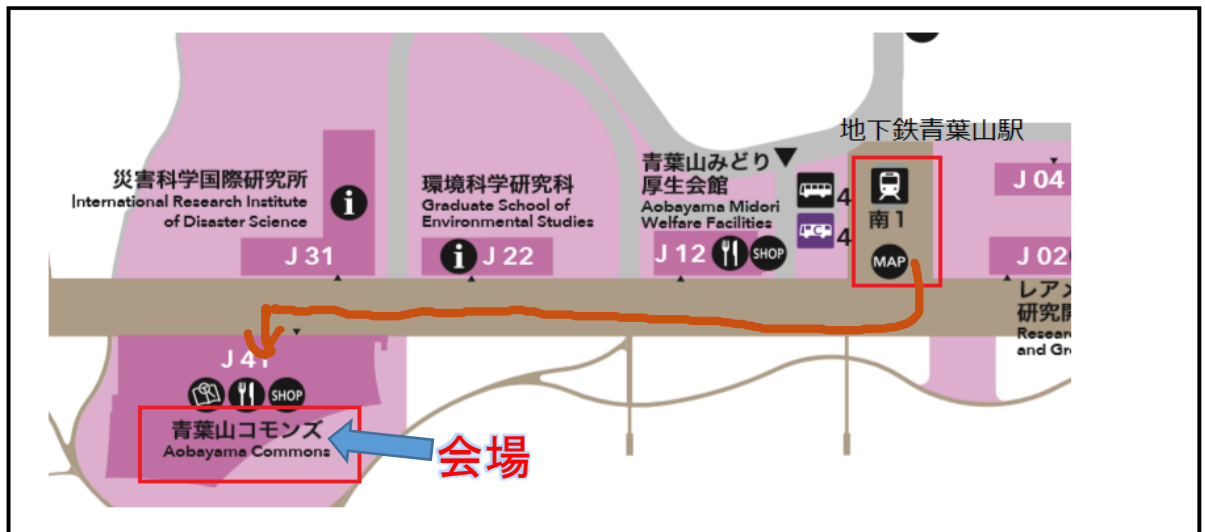 地下鉄青葉山駅
災害科学国際研究所
International Research Institute
of Disaster Science
J 31
環境科学研究科
Graduate School of
Environmental Studies
J 22
青葉山みどり
厚生会館
Aobayama Midori
Welfare Facilities
J 12
SHOP
4
4
南1
MAP
J 04
J 02
レアメ
研究開
Resear
and Gr
J 41
SHOP
青葉山コモンズ
Aobayama Commons
会場